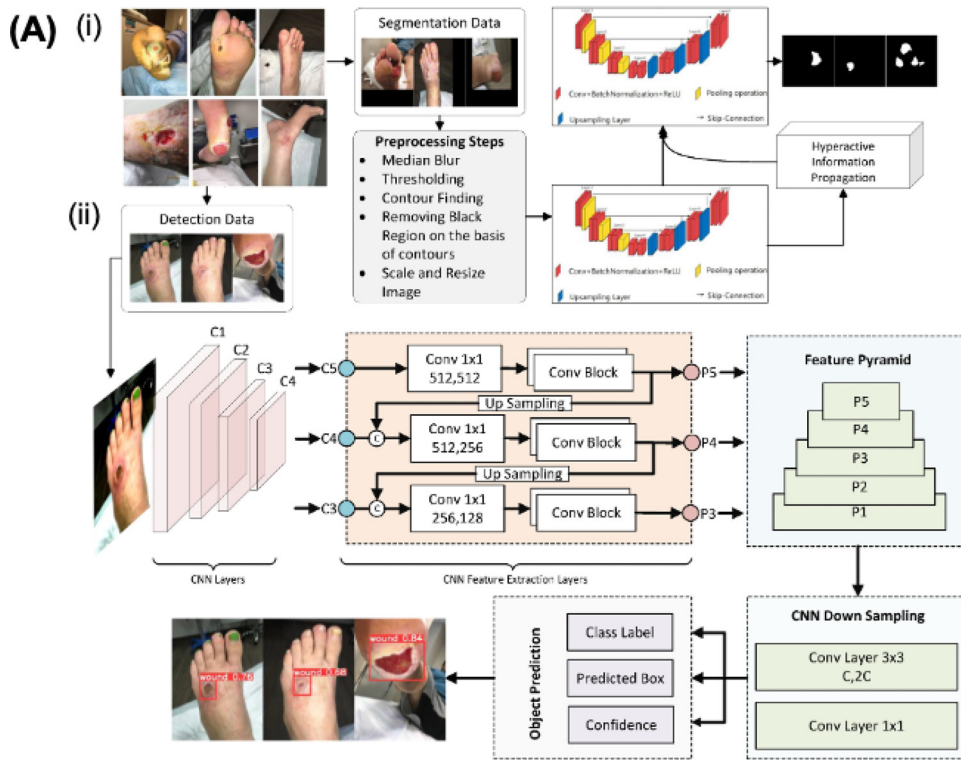 (A)
(i)
Segmentation Data
Conv+BatchNormalization+ReLU
Pooling operation
Upsampling Layer
Skip-Connection
Preprocessing Steps
• Median Blur
• Thresholding
• Contour Finding
• Removing Black
Region on the basis
of contours
• Scale and Resize
Image
Hyperactive
Information
Propagation
Conv+BatchNormalization+ReLU
Pooling operation
Upsampling Layer
Skip-Connection
(ii)
Detection Data
C1
C2
C3
C4
C5
Conv 1x1
512,512
Conv Block
P5
Up Sampling
C4
C
Conv 1x1
512,256
Conv Block
P4
Up Sampling
C3
C
Conv 1x1
256,128
Conv Block
P3
CNN Layers
CNN Feature Extraction Layers
Feature Pyramid
P5
P4
P3
P2
P1
CNN Down Sampling
Conv Layer 3x3
C,2C
Conv Layer 1x1
Object Prediction
Class Label
Predicted Box
Confidence
wound 0.76
wound 0.68
wound 0.84